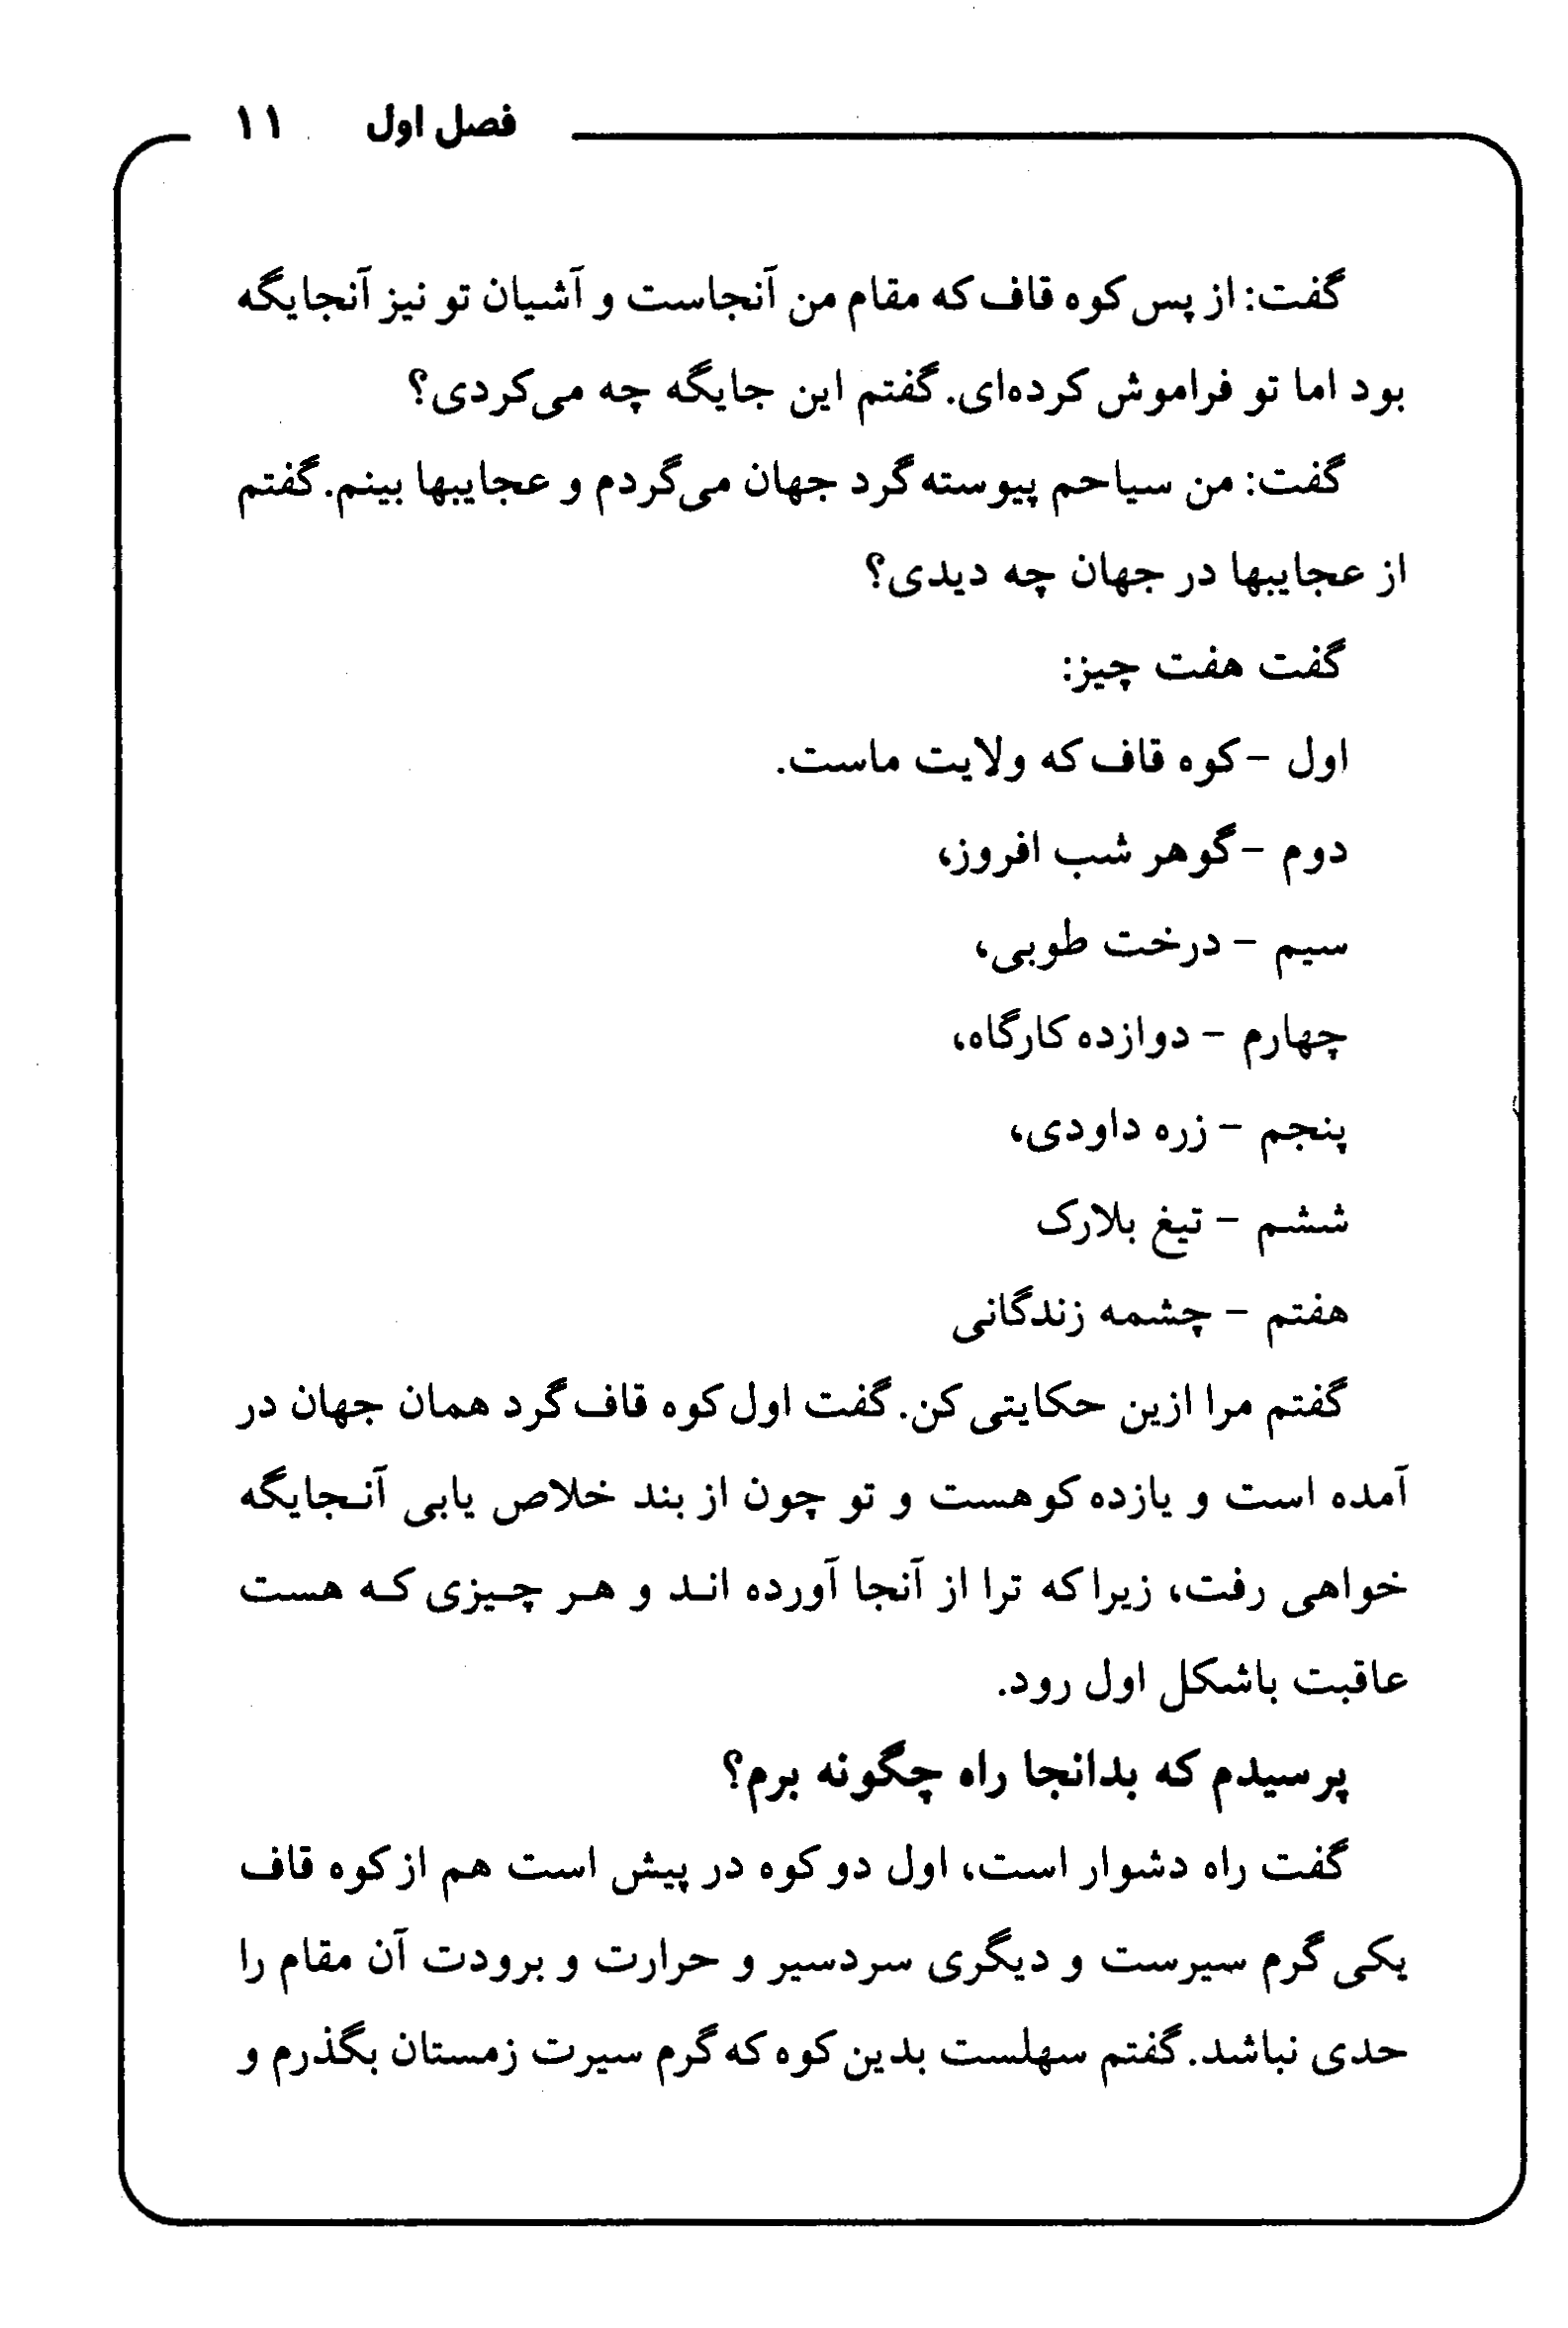 فصل اول ۱۱
گفت: از پس کوه قاف که مقام من آنجاست و آشیان تو نیز آنجایگه
بود اما تو فراموش کرده‌ای. گفتم این جایگه چه می‌کردی؟
گفت: من سیاحم پیوسته گرد جهان می‌گردم و عجایبها بینم. گفتم
از عجایبها در جهان چه دیدی؟
گفت هفت چیز:
اول - کوه قاف که ولایت ماست.
دوم - گوهر شب افروز،
سیم - درخت طوبی،
چهارم - دوازده کارگاه،
پنجم - زره داودی،
ششم - تیغ بلارک
هفتم - چشمه زندگانی
گفتم مرا ازین حکایتی کن. گفت اول کوه قاف گرد همان جهان در
آمده است و یازده کوهست و تو چون از بند خلاص یابی آنجایگه
خواهی رفت، زیرا که ترا از آنجا آورده اند و هر چیزی که هست
عاقبت باشکل اول رود.
پرسیدم که بدانجا راه چگونه برم؟
گفت راه دشوار است، اول دو کوه در پیش است هم از کوه قاف
یکی گرم سیرست و دیگری سردسیر و حرارت و برودت آن مقام را
حدی نباشد. گفتم سهلست بدین کوه که گرم سیرت زمستان بگذرم و